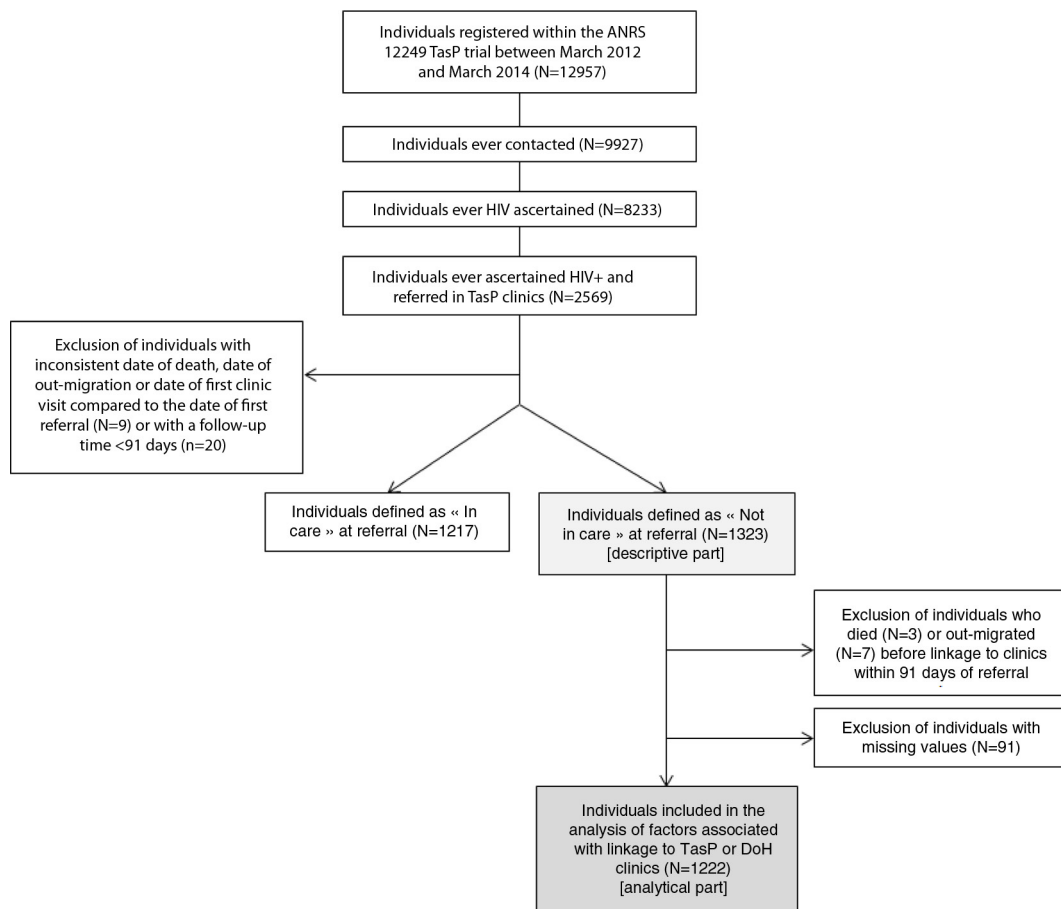 Individuals registered within the ANRS
12249 TasP trial between March 2012
and March 2014 (N=12957)
Individuals ever contacted (N=9927)
Individuals ever HIV ascertained (N=8233)
Individuals ever ascertained HIV+ and
referred in TasP clinics (N=2569)
Exclusion of individuals with
inconsistent date of death, date of
out-migration or date of first clinic
visit compared to the date of first
referral (N=9) or with a follow-up
time <91 days (n=20)
Individuals defined as « In
care » at referral (N=1217)
Individuals defined as « Not
in care » at referral (N=1323)
[descriptive part]
Exclusion of individuals who
died (N=3) or out-migrated
(N=7) before linkage to clinics
within 91 days of referral
Exclusion of individuals with
missing values (N=91)
Individuals included in the
analysis of factors associated
with linkage to TasP or DoH
clinics (N=1222)
[analytical part]